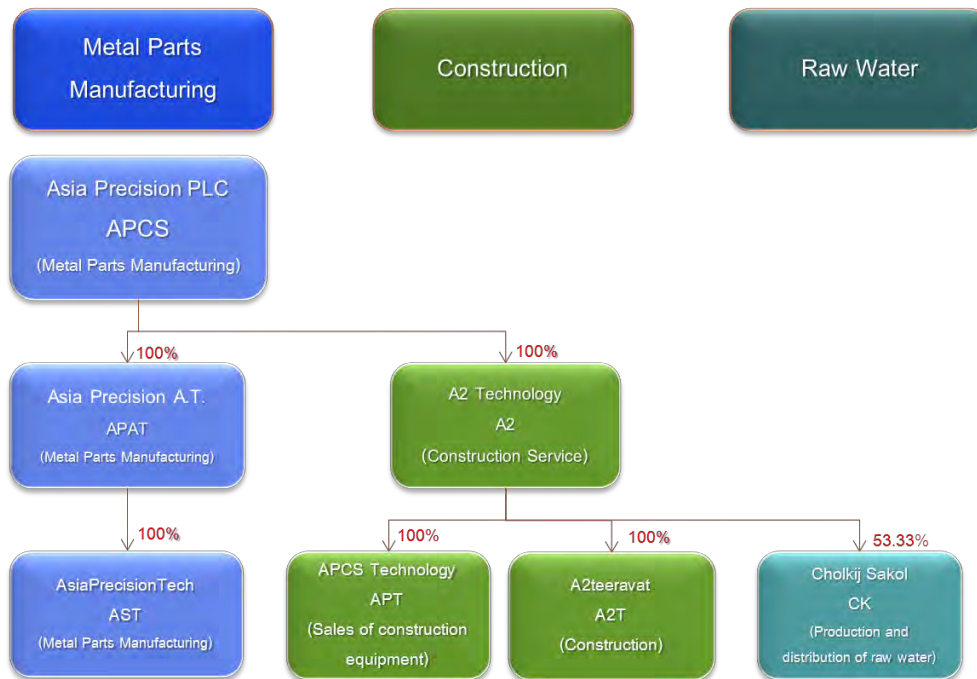 Metal Parts
Manufacturing
Construction
Raw Water
Asia Precision PLC
APCS
(Metal Parts Manufacturing)
100%
100%
Asia Precision A.T.
APAT
(Metal Parts Manufacturing)
A2 Technology
A2
(Construction Service)
100%
100%
100%
53.33%
AsiaPrecisionTech
AST
(Metal Parts Manufacturing)
APCS Technology
APT
(Sales of construction
equipment)
A2teeravat
A2T
(Construction)
Cholkij Sakol
CK
(Production and
distribution of raw water)